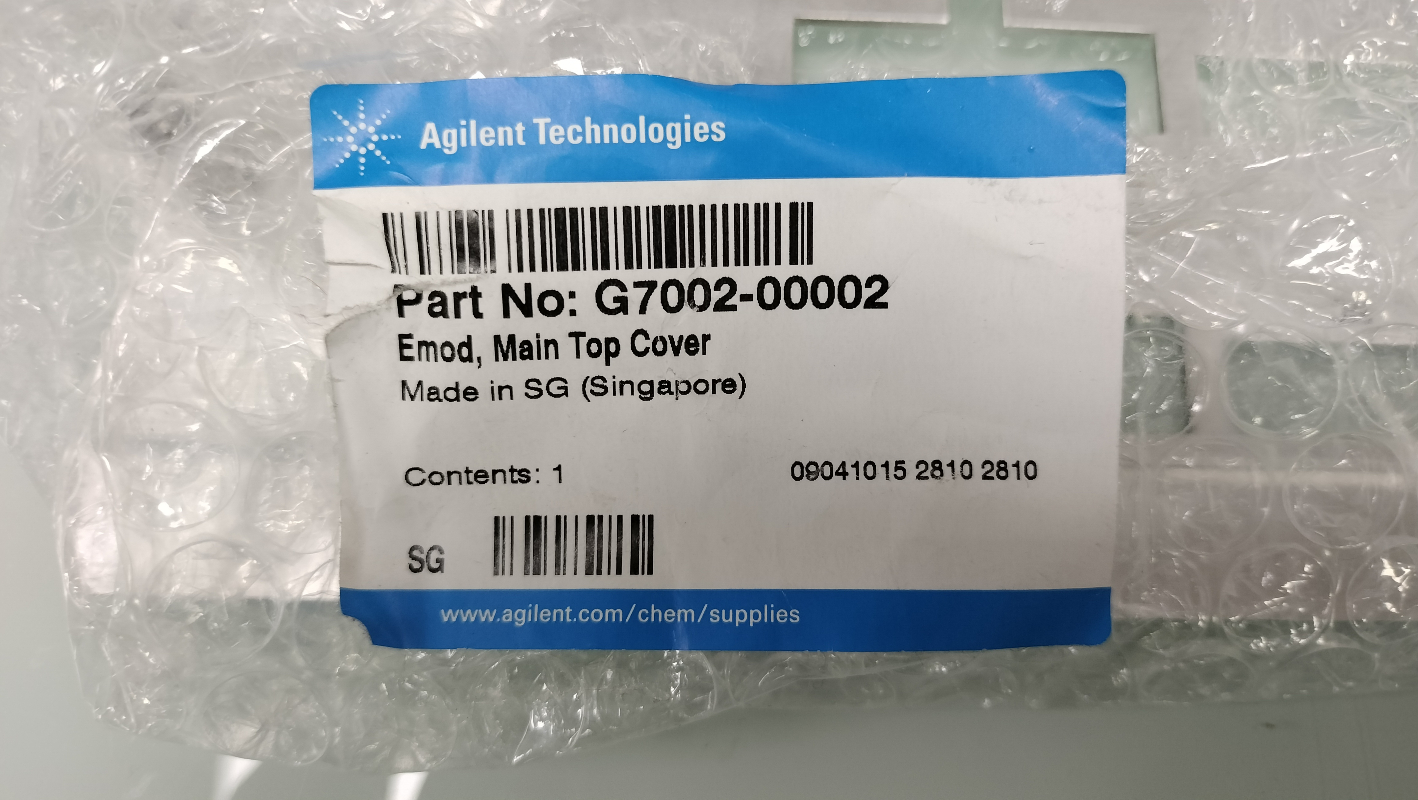 Agilent Technologies
Part No: G7002-00002
Emod, Main Top Cover
Made in SG (Singapore)
Contents: 1 09041015 2810 2810
SG
www.agilent.com/chem/supplies